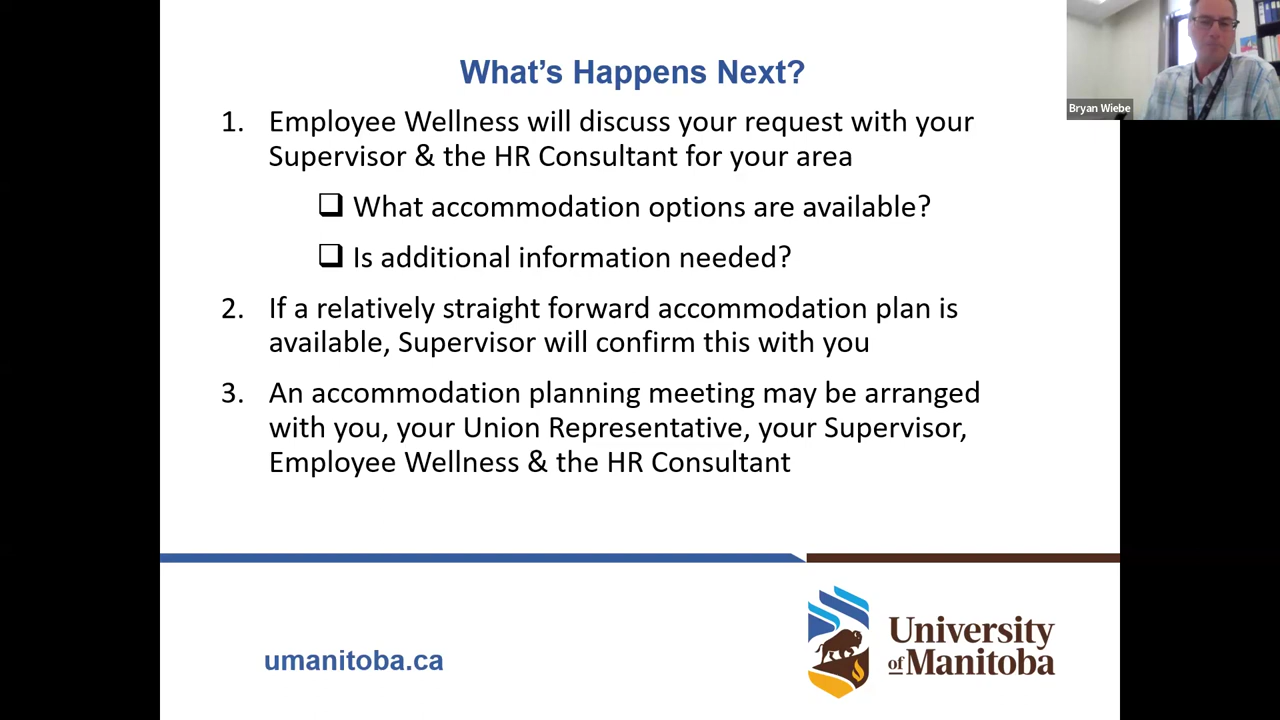 What's Happens Next?
1. Employee Wellness will discuss your request with your
Supervisor & the HR Consultant for your area
❑ What accommodation options are available?
❑ Is additional information needed?
2. If a relatively straight forward accommodation plan is
available, Supervisor will confirm this with you
3. An accommodation planning meeting may be arranged
with you, your Union Representative, your Supervisor,
Employee Wellness & the HR Consultant
Bryan Wiebe
umanitoba.ca
University
of Manitoba